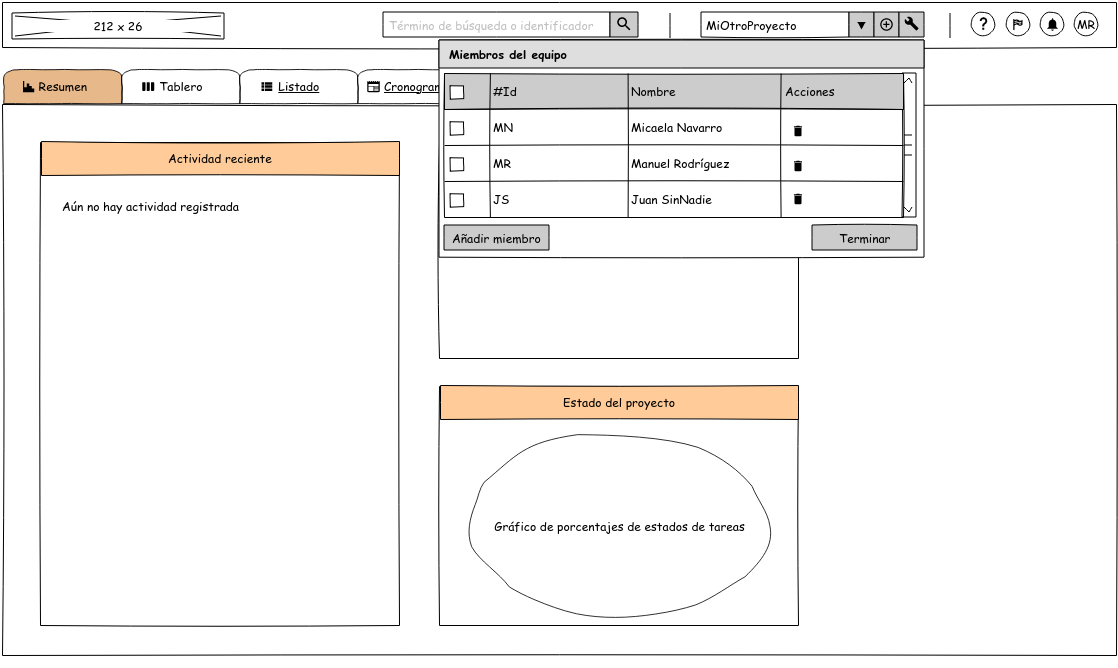 212 x 26
Término de búsqueda o identificador
MiOtroProyecto
?
MR
Miembros del equipo
Resumen
Tablero
Listado
Cronogran
#Id Nombre Acciones
MN Micaela Navarro
MR Manuel Rodríguez
JS Juan SinNadie
Añadir miembro
Terminar
Actividad reciente
Aún no hay actividad registrada
Estado del proyecto
Gráfico de porcentajes de estados de tareas